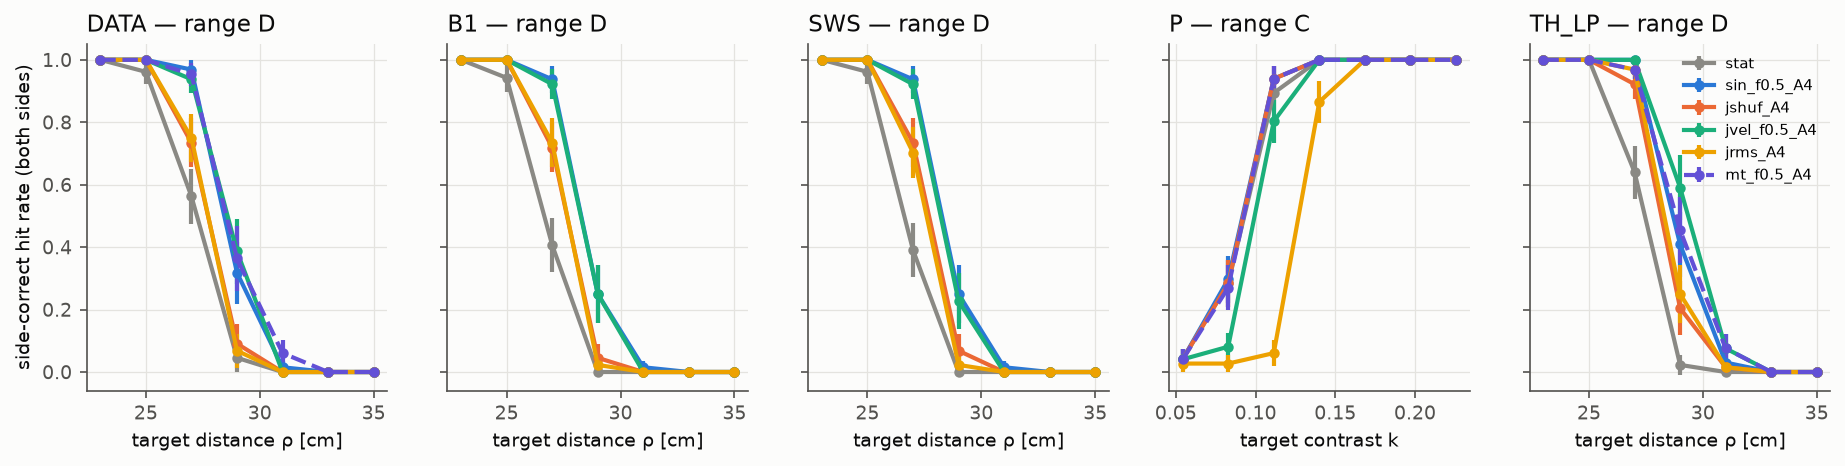 DATA — range D
B1 — range D
SWS — range D
P — range C
TH_LP — range D
side-correct hit rate (both sides)
1.0
0.8
0.6
0.4
0.2
0.0
stat
sin_f0.5_A4
jshuf_A4
jvel_f0.5_A4
jrms_A4
mt_f0.5_A4
25 30 35
25 30 35
25 30 35
0.05 0.10 0.15 0.20
25 30 35
target distance ρ [cm]
target distance ρ [cm]
target distance ρ [cm]
target contrast k
target distance ρ [cm]